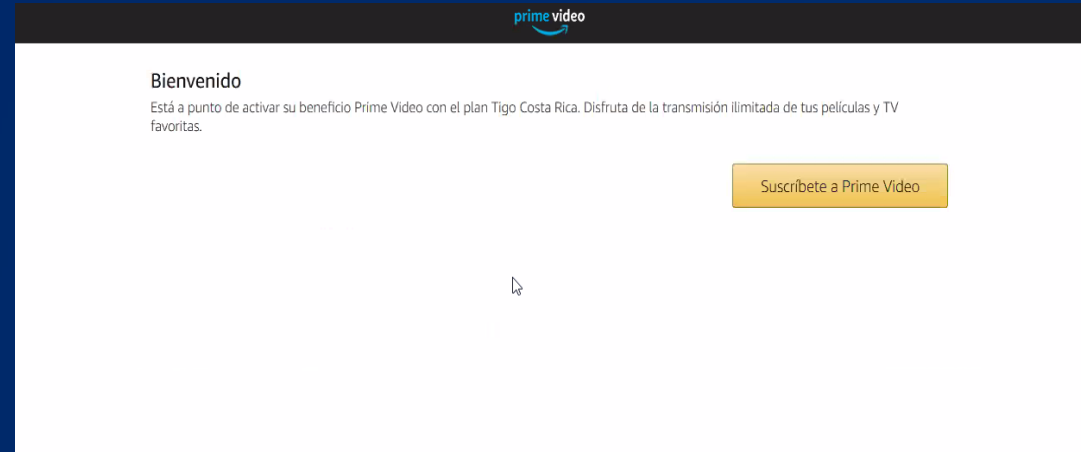 prime video
Bienvenido
Está a punto de activar su beneficio Prime Video con el plan Tigo Costa Rica. Disfruta de la transmisión ilimitada de tus películas y TV
favoritas.
Suscríbete a Prime Video